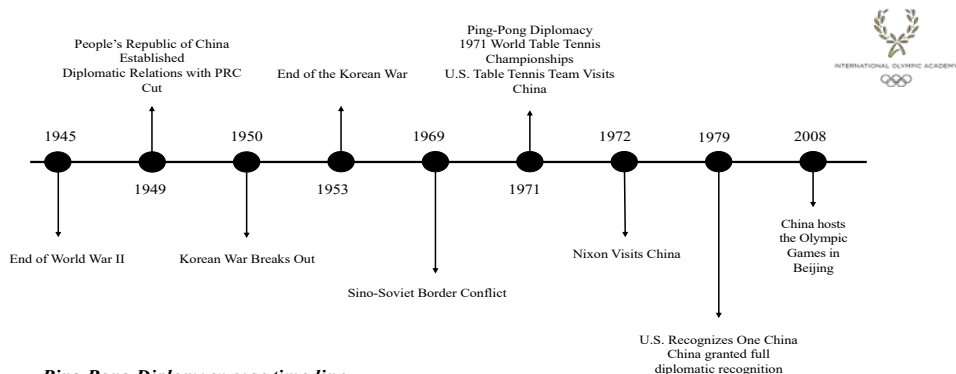 Ping-Pong Diplomacy
1971 World Table Tennis
Championships
U.S. Table Tennis Team Visits
China
People's Republic of China
Established
Diplomatic Relations with PRC
Cut
End of the Korean War
INTERNATIONAL OLYMPIC ACADEMY
1945
1949
1950
1953
1969
1971
1972
1979
2008
End of World War II
Korean War Breaks Out
Sino-Soviet Border Conflict
Nixon Visits China
China hosts
the Olympic
Games in
Beijing
U.S. Recognizes One China
China granted full
diplomatic recognition